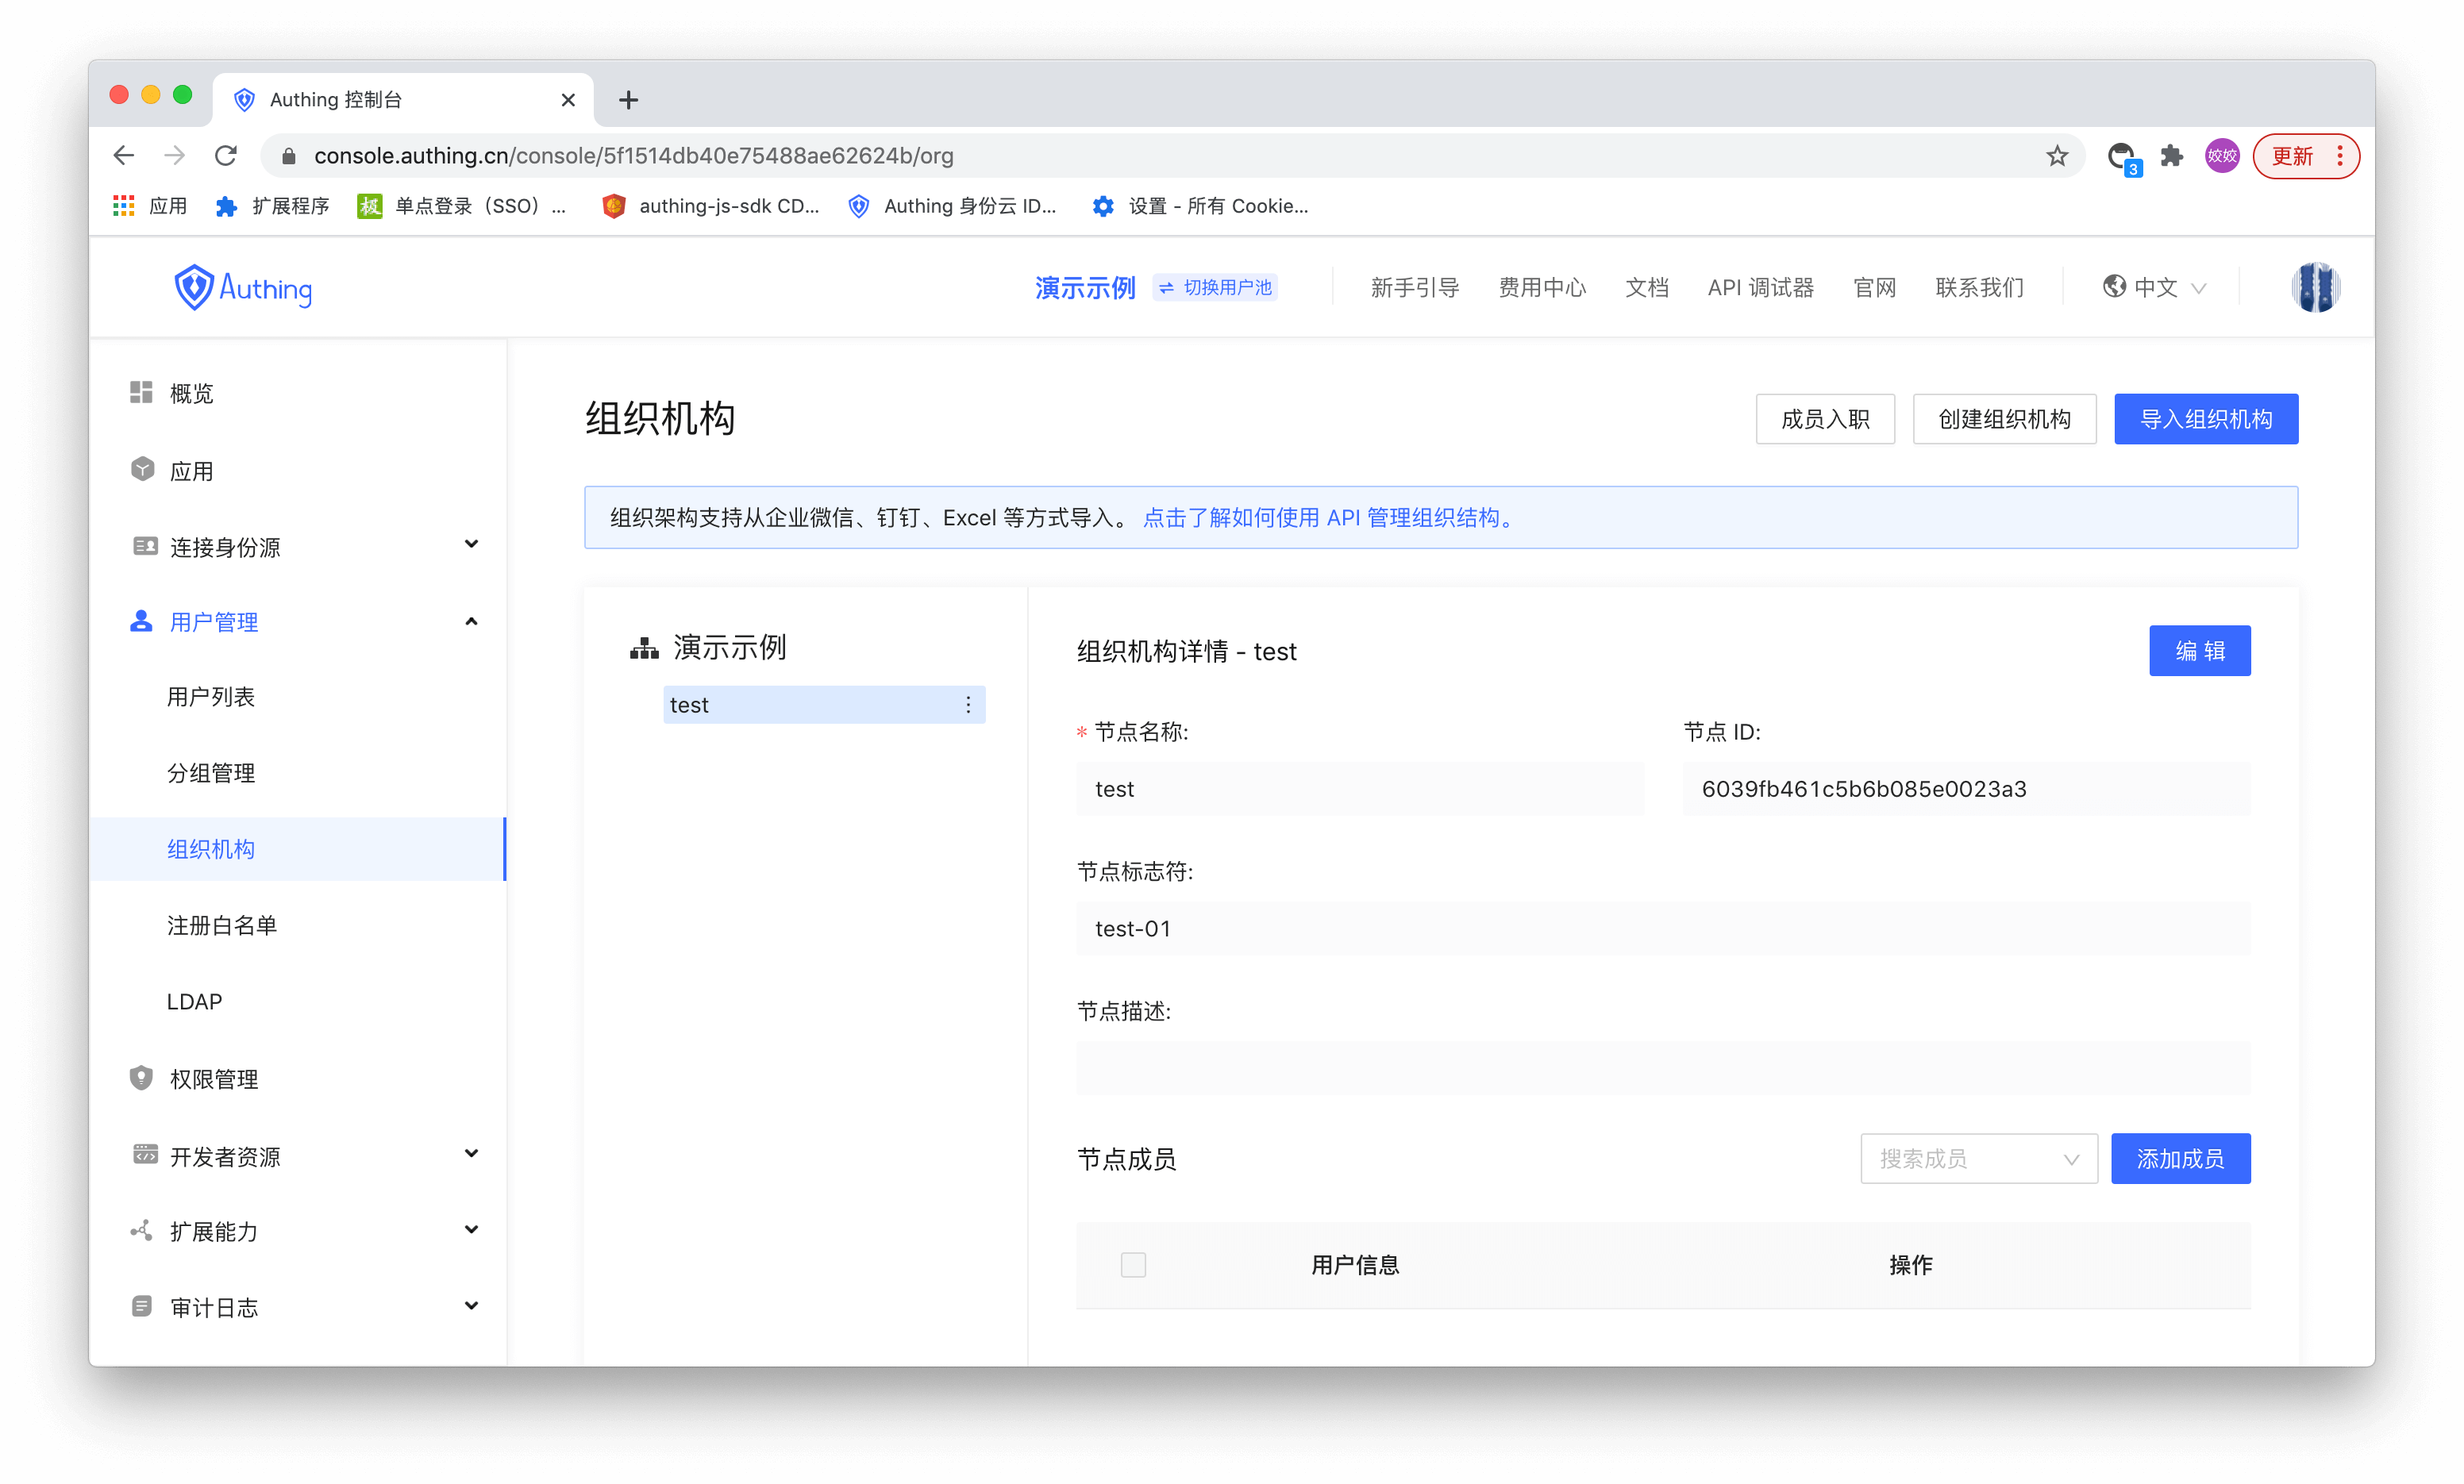 Authing 控制台
console.authing.cn/console/5f1514db40e75488ae62624b/org
3
姣姣
更新
应用
扩展程序
极
单点登录（SSO）...
authing-js-sdk CD...
Authing 身份云 ID...
设置 - 所有 Cookie...
Authing
演示示例
切换用户池
新手引导
费用中心
文档
API 调试器
官网
联系我们
中文
概览
应用
连接身份源
用户管理
用户列表
分组管理
组织机构
注册白名单
LDAP
权限管理
开发者资源
扩展能力
审计日志
组织机构
成员入职
创建组织机构
导入组织机构
组织架构支持从企业微信、钉钉、Excel 等方式导入。 点击了解如何使用 API 管理组织结构。
演示示例
test
组织机构详情 - test
编 辑
* 节点名称:
节点 ID:
test
6039fb461c5b6b085e0023a3
节点标志符:
test-01
节点描述:
节点成员
搜索成员
添加成员
用户信息
操作